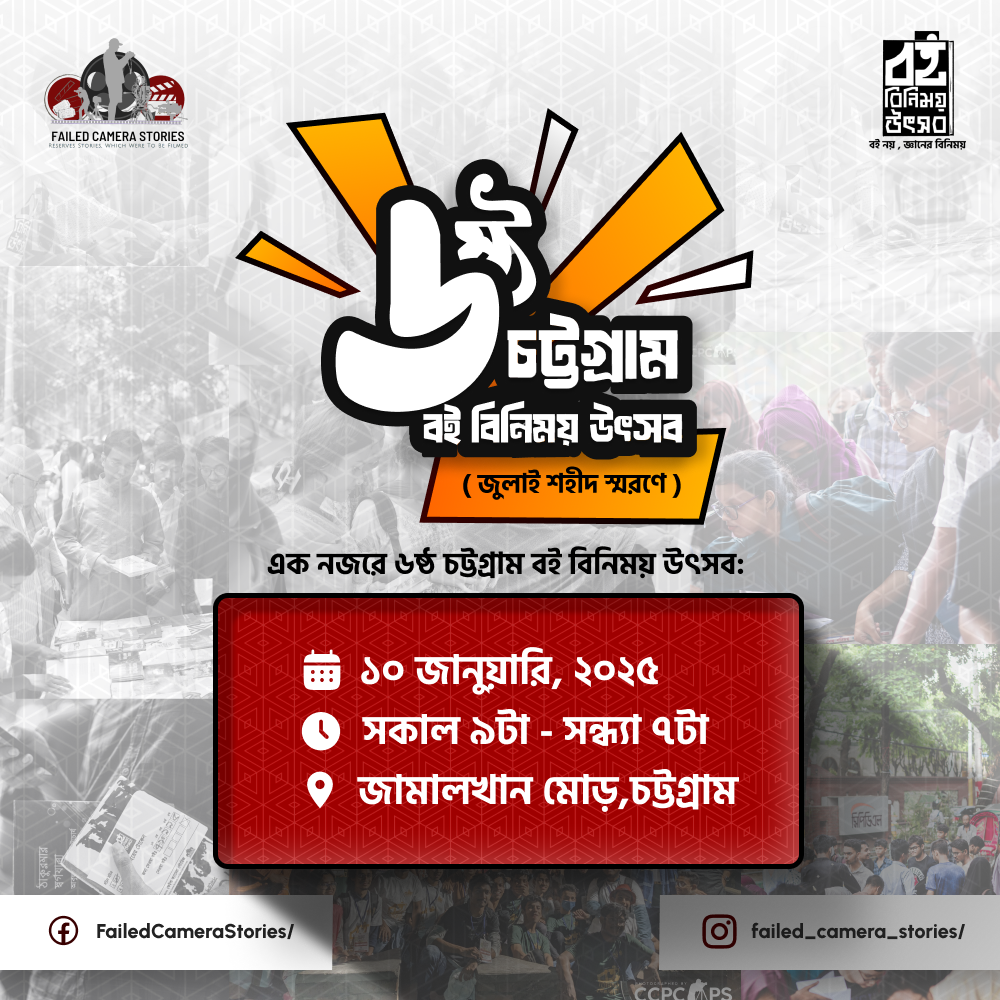 FAILED CAMERA STORIES
RESERVES STORIES, WHICH WERE TO BE FILMED
বই
বিনিময়
উৎসব
বই নয় , জ্ঞানের বিনিময়
৬ষ্ঠ
চট্টগ্রাম
বই বিনিময় উৎসব
( জুলাই শহীদ স্মরণে )
এক নজরে ৬ষ্ঠ চট্টগ্রাম বই বিনিময় উৎসব:
১০ জানুয়ারি, ২০২৫
সকাল ৯টা - সন্ধ্যা ৭টা
জামালখান মোড়,চট্টগ্রাম
FailedCameraStories/
failed_camera_stories/